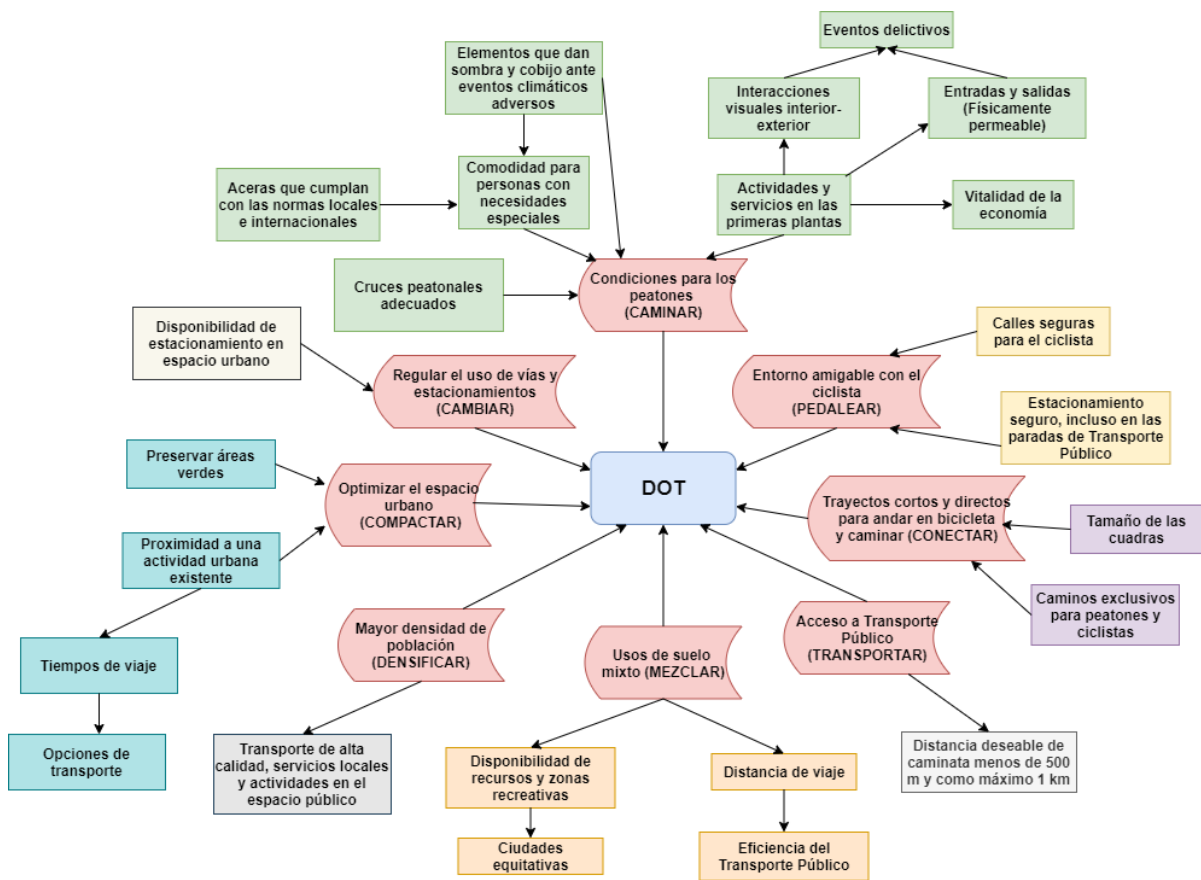 Eventos delictivos
Elementos que dan
sombra y cobijo ante
eventos climáticos
adversos
Interacciones
visuales interior-
exterior
Entradas y salidas
(Físicamente
permeable)
Aceras que cumplan
con las normas locales
e internacionales
Comodidad para
personas con
necesidades
especiales
Actividades y
servicios en las
primeras plantas
Vitalidad de la
economía
Cruces peatonales
adecuados
Condiciones para los
peatones
(CAMINAR)
Disponibilidad de
estacionamiento en
espacio urbano
Regular el uso de vías y
estacionamientos
(CAMBIAR)
Entorno amigable con el
ciclista
(PEDALEAR)
Calles seguras
para el ciclista
Estacionamiento
seguro, incluso en las
paradas de Transporte
Público
Preservar áreas
verdes
Optimizar el espacio
urbano
(COMPACTAR)
DOT
Trayectos cortos y directos
para andar en bicicleta
y caminar (CONECTAR)
Tamaño de las
cuadras
Proximidad a una
actividad urbana
existente
Caminos exclusivos
para peatones y
ciclistas
Mayor densidad de
población
(DENSIFICAR)
Usos de suelo
mixto (MEZCLAR)
Acceso a Transporte
Público
(TRANSPORTAR)
Tiempos de viaje
Opciones de
transporte
Transporte de alta
calidad, servicios locales
y actividades en el
espacio público
Disponibilidad de
recursos y zonas
recreativas
Distancia de viaje
Distancia deseable de
caminata menos de 500
m y como máximo 1 km
Ciudades
equitativas
Eficiencia del
Transporte Público